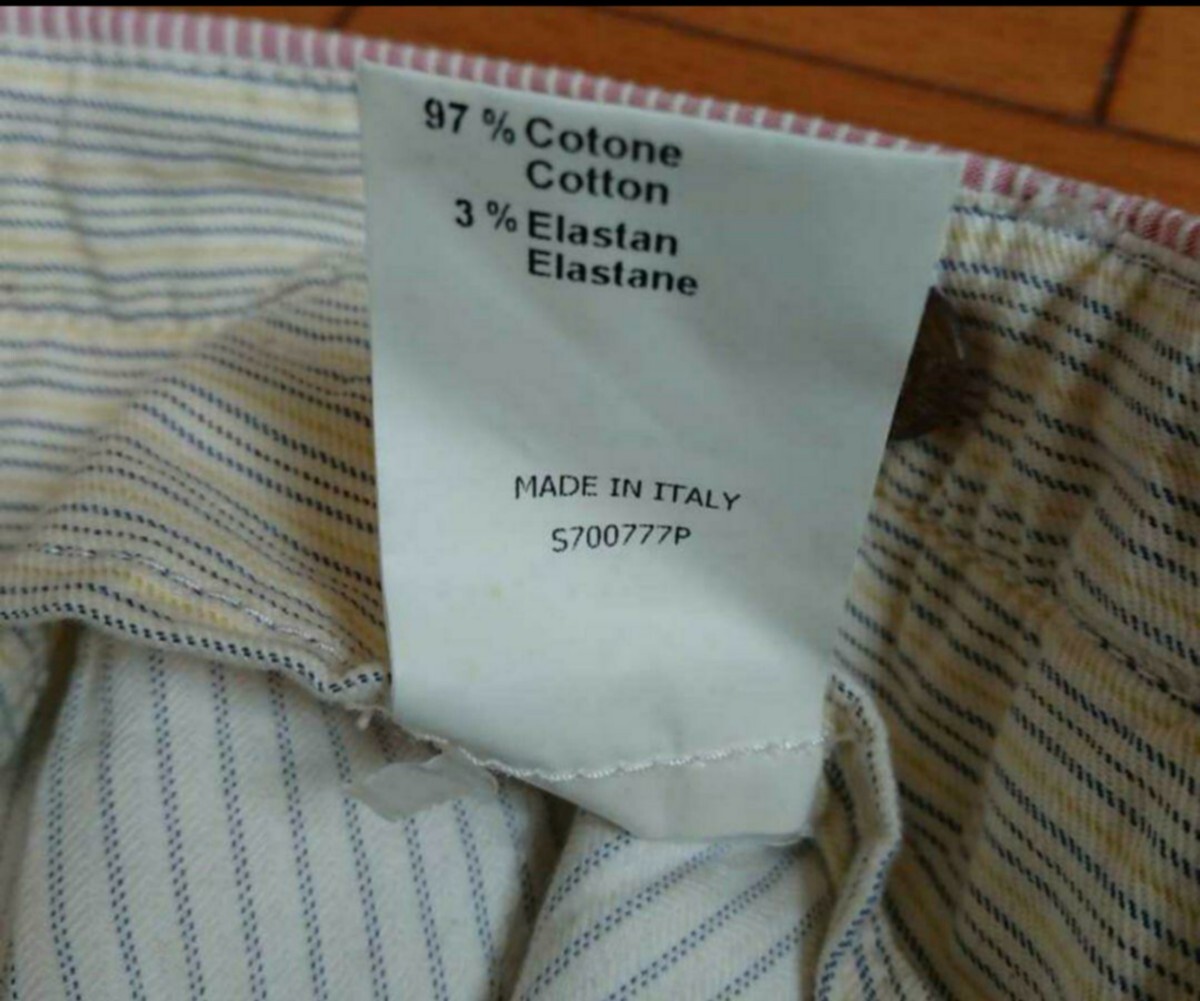 97 % Cotone
Cotton
3 % Elastan
Elastane
MADE IN ITALY
S700777P